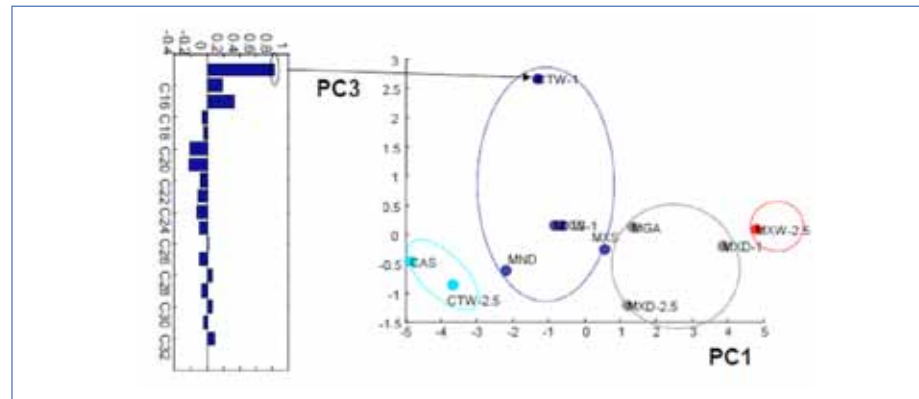 -0.4
-0.2
0
0.2
0.4
0.6
0.8
1
C16
C18
C20
C22
C24
C26
C28
C30
C32
PC3
3
2.5
2
1.5
1
0.5
0
-0.5
-1
-1.5
CTW-1
MXS
MGA
MXW-2.5
MXD-1
MND
CAS
CTW-2.5
MXD-2.5
-5
-4
-3
-2
-1
0
1
2
3
4
5
PC1